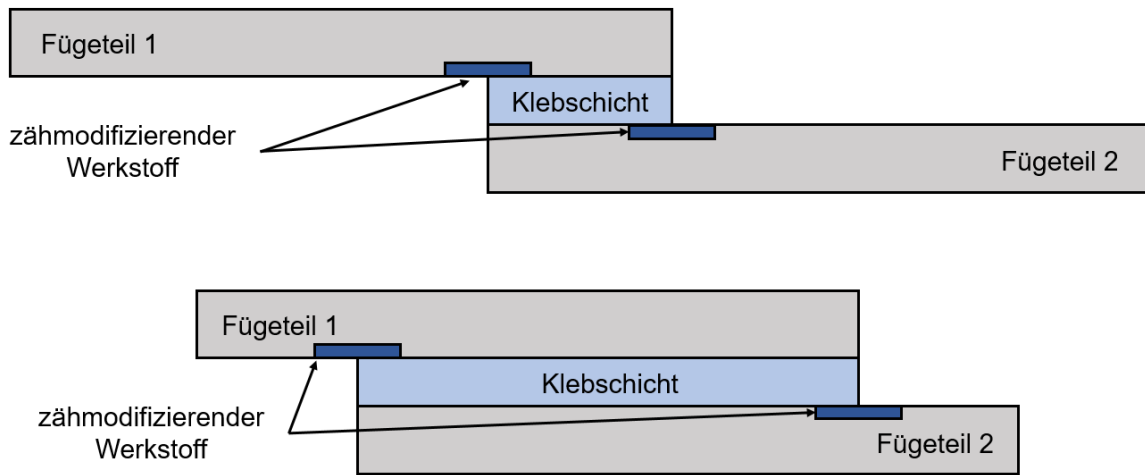 Fügeteil 1
Klebschicht
zähmodifizierender
Werkstoff
Fügeteil 2
Fügeteil 1
Klebschicht
zähmodifizierender
Werkstoff
Fügeteil 2